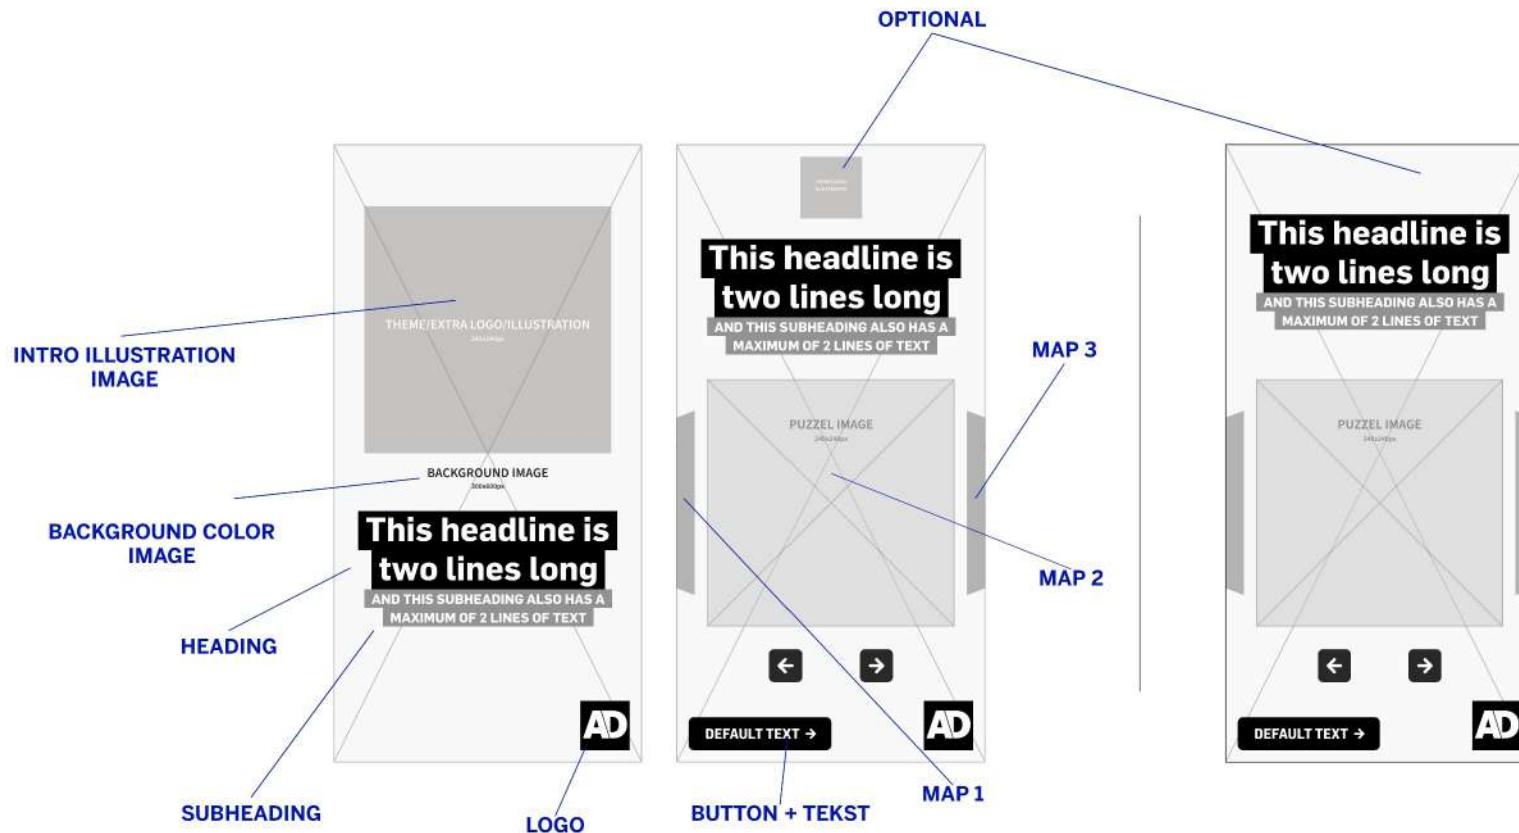 OPTIONAL
THEME/EXTRA LOGO/ILLUSTRATION
INTRO ILLUSTRATION
IMAGE
BACKGROUND IMAGE
300x600px
BACKGROUND COLOR
IMAGE
This headline is
two lines long
AND THIS SUBHEADING ALSO HAS A
MAXIMUM OF 2 LINES OF TEXT
HEADING
SUBHEADING
AD
LOGO
This headline is
two lines long
AND THIS SUBHEADING ALSO HAS A
MAXIMUM OF 2 LINES OF TEXT
PUZZEL IMAGE
MAP 3
MAP 2
DEFAULT TEXT →
AD
BUTTON + TEKST
MAP 1
This headline is
two lines long
AND THIS SUBHEADING ALSO HAS A
MAXIMUM OF 2 LINES OF TEXT
PUZZEL IMAGE
DEFAULT TEXT →
AD